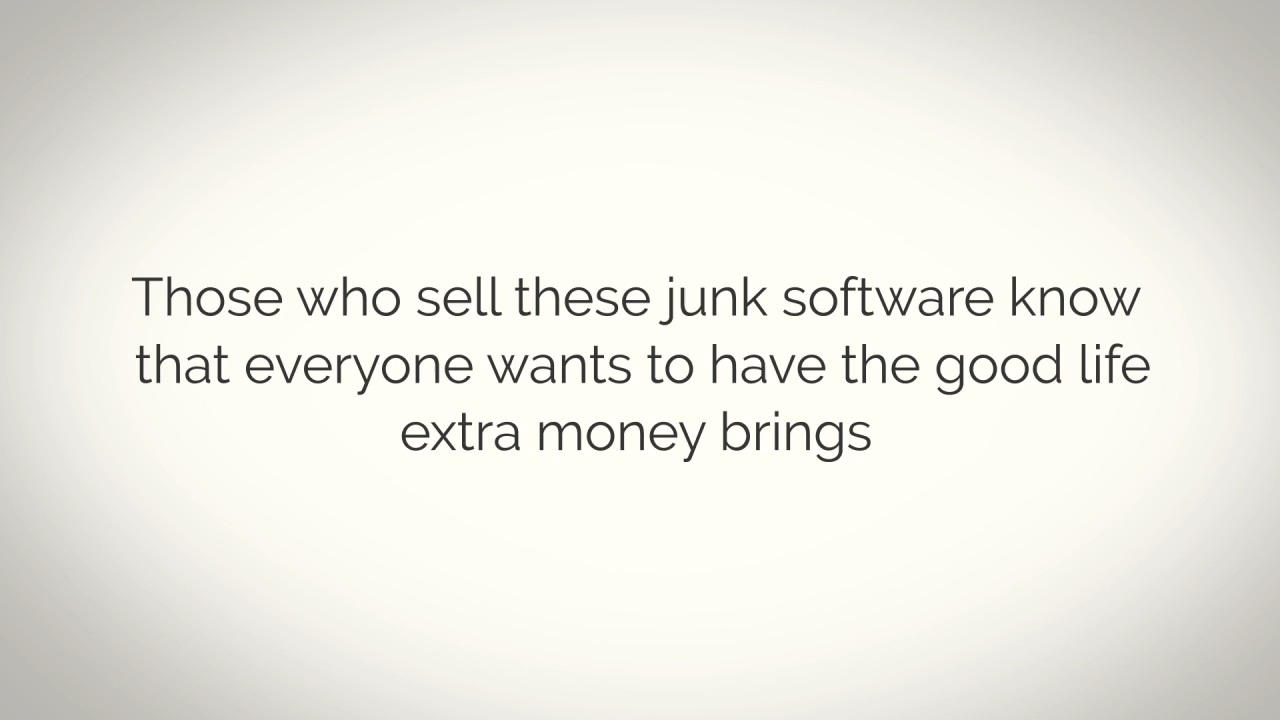 Those who sell these junk software know
that everyone wants to have the good life
extra money brings